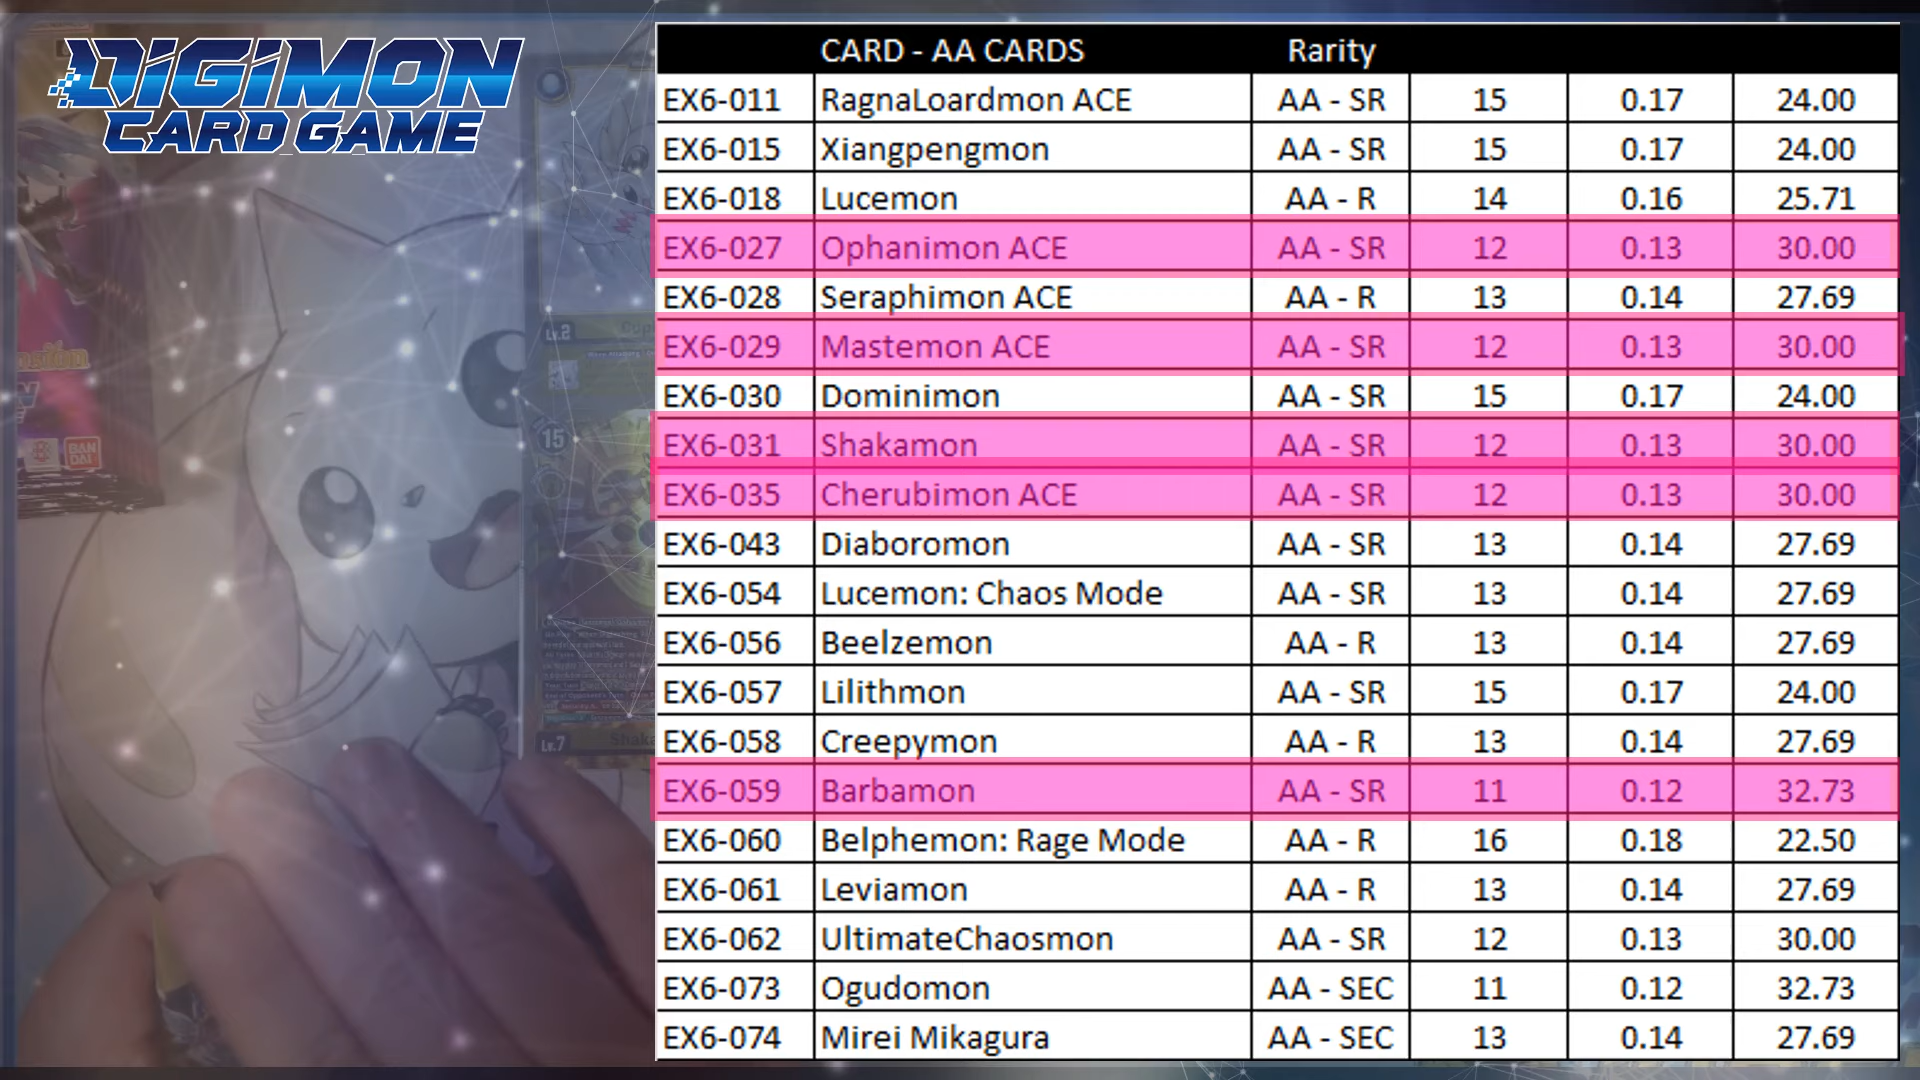 DIGIMON
CARD GAME
BAN
DAI
Lv.2
15
Lv.7
CARD - AA CARDS Rarity
EX6-011 RagnaLoardmon ACE AA - SR 15 0.17 24.00
EX6-015 Xiangpengmon AA - SR 15 0.17 24.00
EX6-018 Lucemon AA - R 14 0.16 25.71
EX6-027 Ophanimon ACE AA - SR 12 0.13 30.00
EX6-028 Seraphimon ACE AA - R 13 0.14 27.69
EX6-029 Mastemon ACE AA - SR 12 0.13 30.00
EX6-030 Dominimon AA - SR 15 0.17 24.00
EX6-031 Shakamon AA - SR 12 0.13 30.00
EX6-035 Cherubimon ACE AA - SR 12 0.13 30.00
EX6-043 Diaboromon AA - SR 13 0.14 27.69
EX6-054 Lucemon: Chaos Mode AA - SR 13 0.14 27.69
EX6-056 Beelzemon AA - R 13 0.14 27.69
EX6-057 Lilithmon AA - SR 15 0.17 24.00
EX6-058 Creepymon AA - R 13 0.14 27.69
EX6-059 Barbamon AA - SR 11 0.12 32.73
EX6-060 Belphemon: Rage Mode AA - R 16 0.18 22.50
EX6-061 Leviamon AA - R 13 0.14 27.69
EX6-062 UltimateChaosmon AA - SR 12 0.13 30.00
EX6-073 Ogudomon AA - SEC 11 0.12 32.73
EX6-074 Mirei Mikagura AA - SEC 13 0.14 27.69